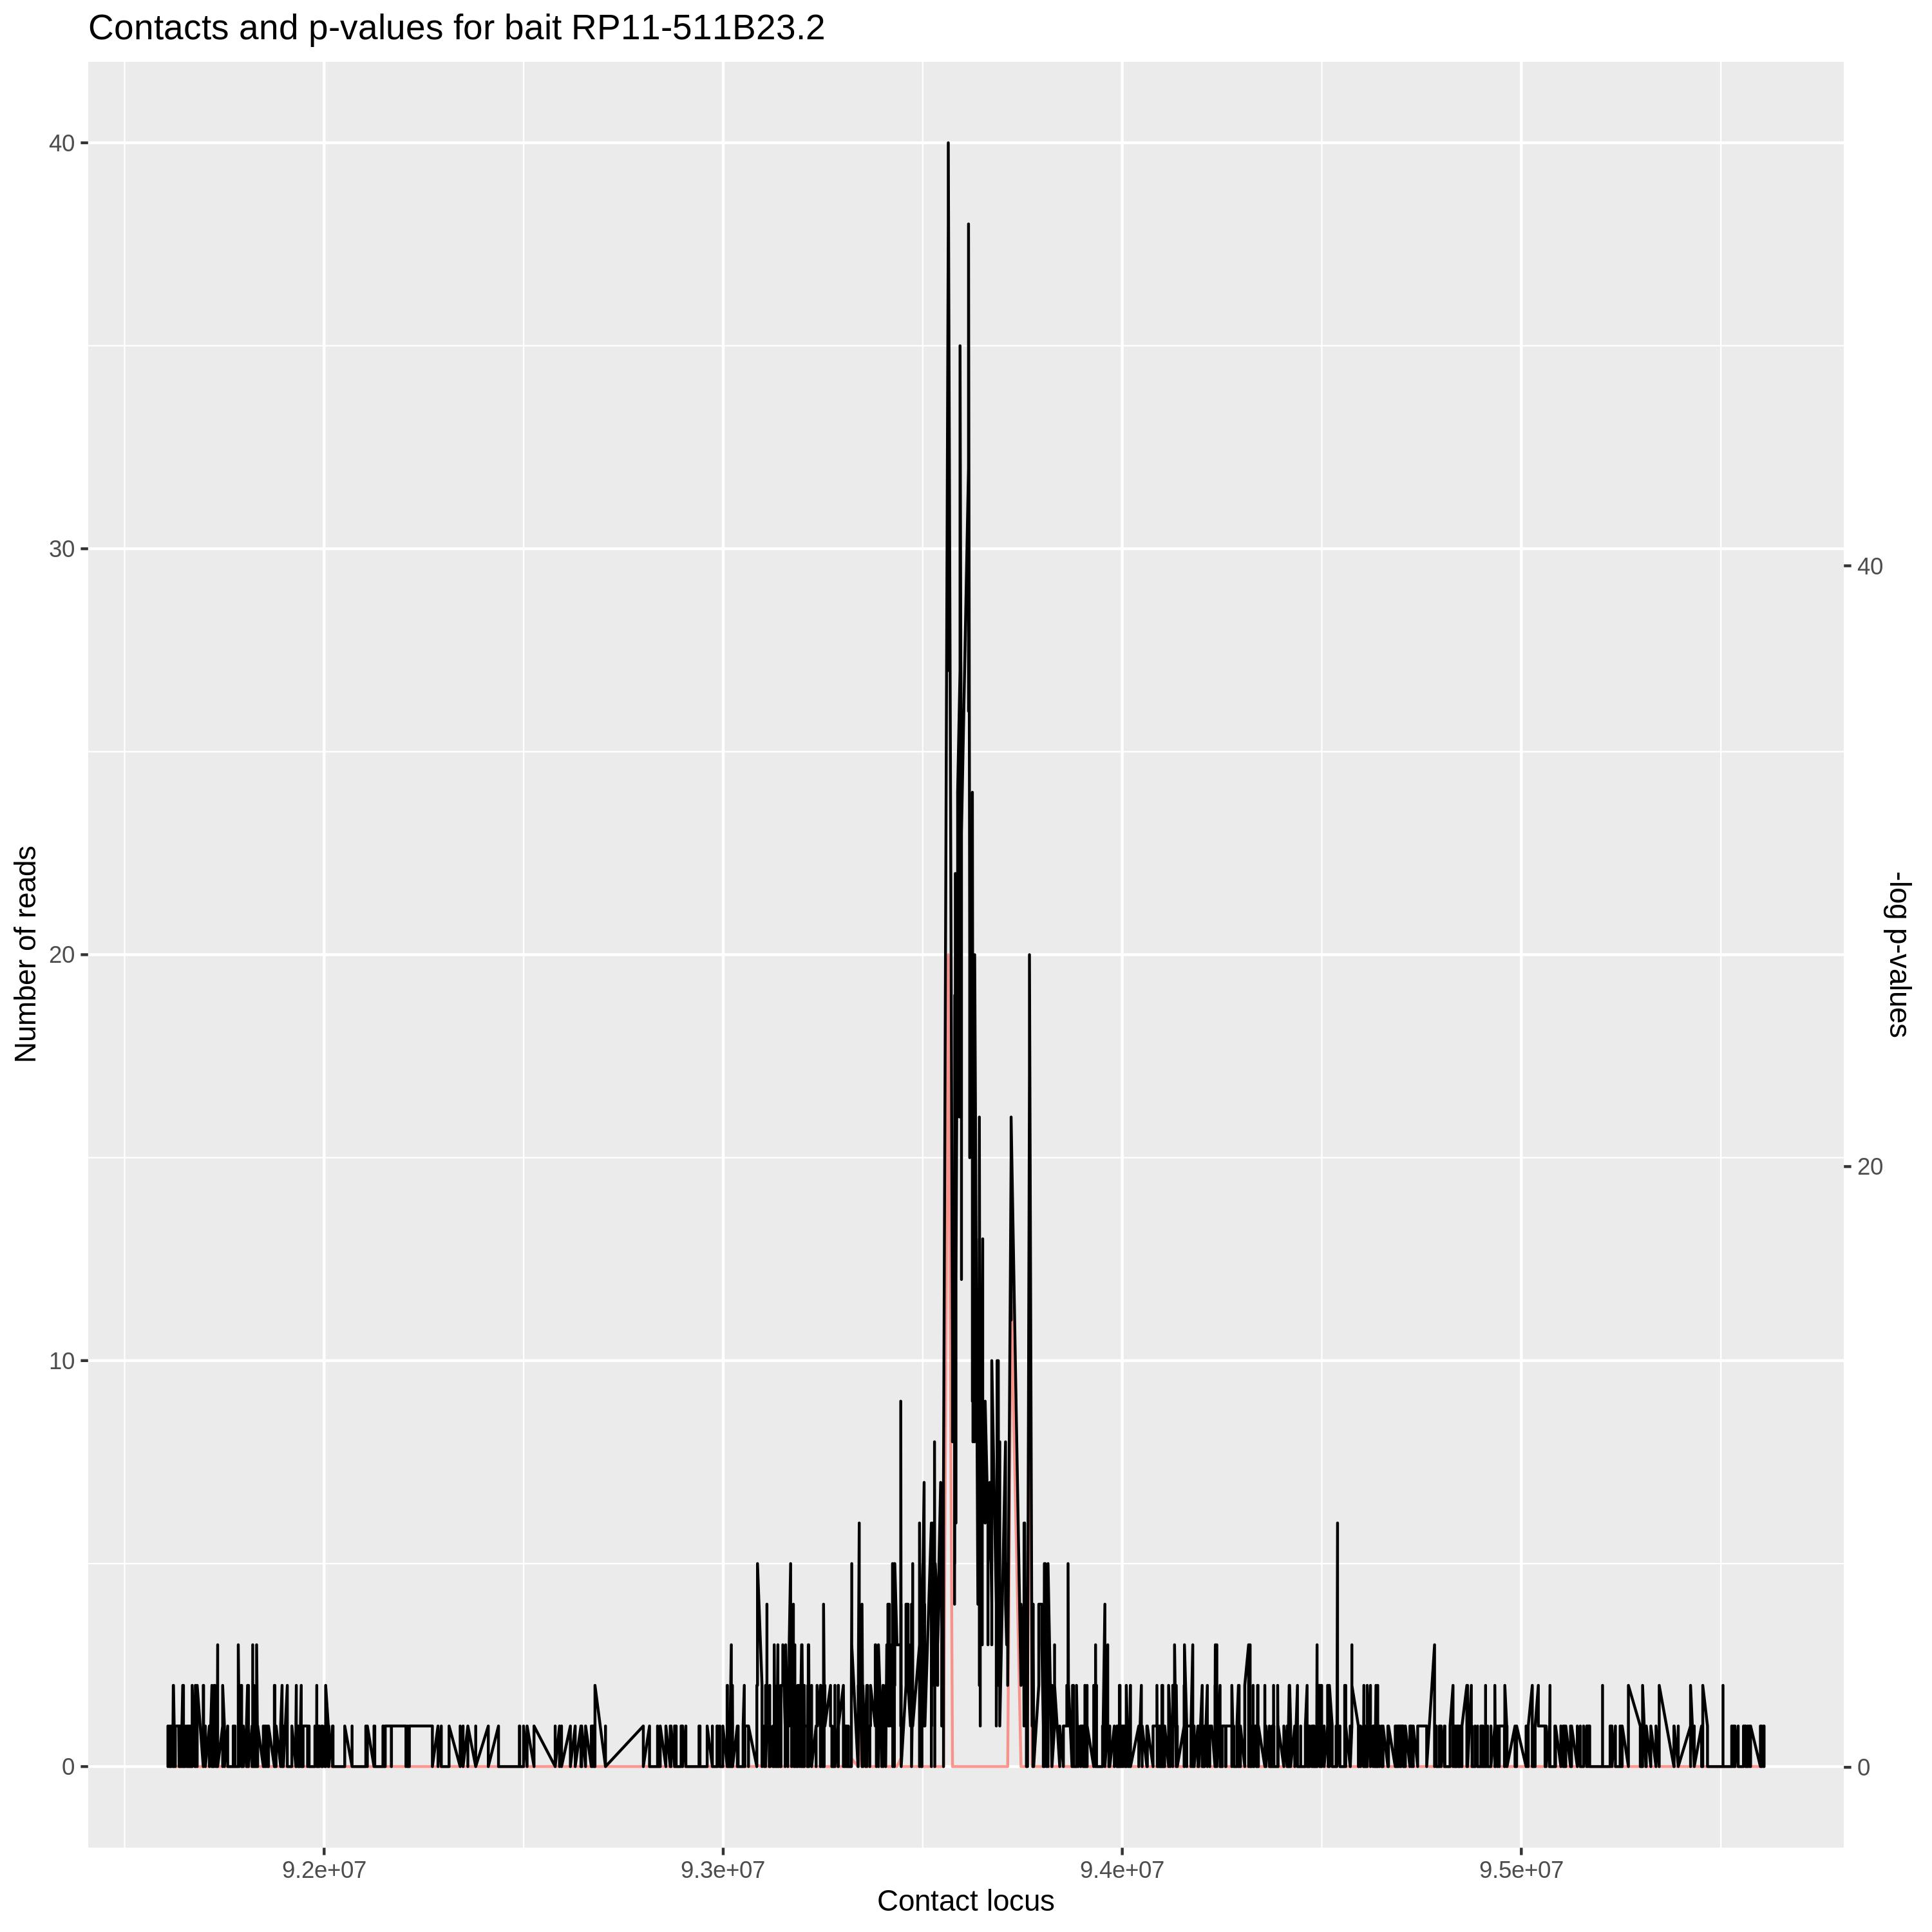 Contacts and p-values for bait RP11-511B23.2
40
30
20
10
0
Number of reads
40
20
0
-log p-values
9.2e+07
9.3e+07
9.4e+07
9.5e+07
Contact locus